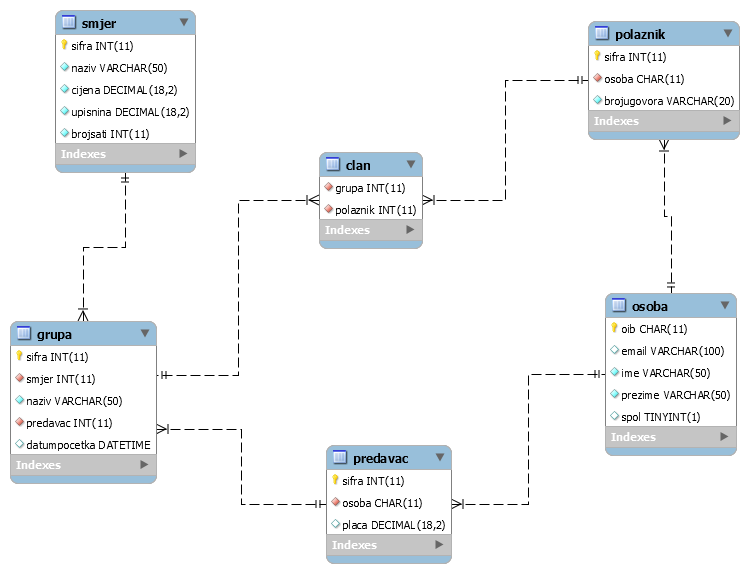 smjer
sifra INT(11)
naziv VARCHAR(50)
cijena DECIMAL(18,2)
upisnina DECIMAL(18,2)
brojsati INT(11)
Indexes
polaznik
sifra INT(11)
osoba CHAR(11)
brojugovora VARCHAR(20)
Indexes
clan
grupa INT(11)
polaznik INT(11)
Indexes
grupa
sifra INT(11)
smjer INT(11)
naziv VARCHAR(50)
predavac INT(11)
datumpocetka DATETIME
Indexes
osoba
oib CHAR(11)
email VARCHAR(100)
ime VARCHAR(50)
prezime VARCHAR(50)
spol TINYINT(1)
Indexes
predavac
sifra INT(11)
osoba CHAR(11)
placa DECIMAL(18,2)
Indexes